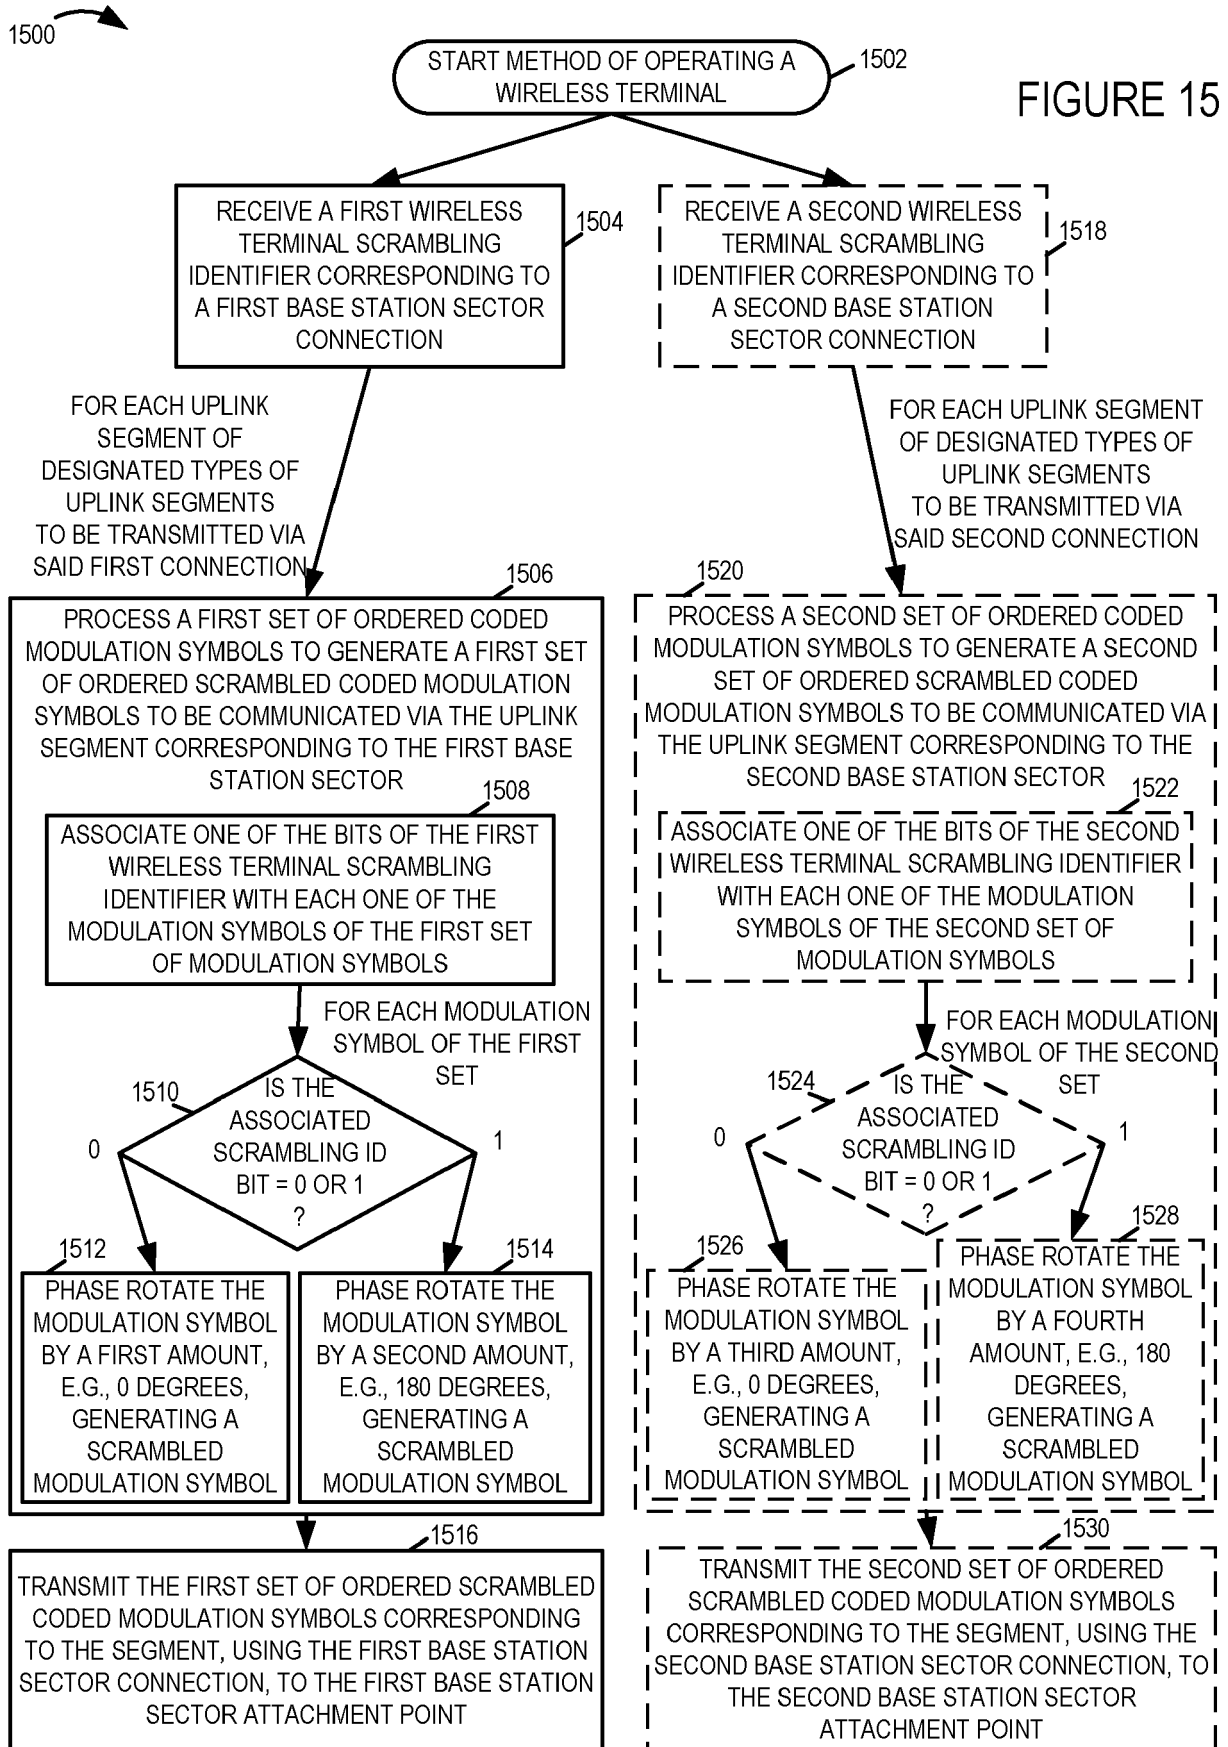 1500
START METHOD OF OPERATING A
WIRELESS TERMINAL
1502
FIGURE 15
RECEIVE A FIRST WIRELESS
TERMINAL SCRAMBLING
IDENTIFIER CORRESPONDING TO
A FIRST BASE STATION SECTOR
CONNECTION
1504
RECEIVE A SECOND WIRELESS
TERMINAL SCRAMBLING
IDENTIFIER CORRESPONDING TO
A SECOND BASE STATION
SECTOR CONNECTION
1518
FOR EACH UPLINK
SEGMENT OF
DESIGNATED TYPES OF
UPLINK SEGMENTS
TO BE TRANSMITTED VIA
SAID FIRST CONNECTION
FOR EACH UPLINK SEGMENT
OF DESIGNATED TYPES OF
UPLINK SEGMENTS
TO BE TRANSMITTED VIA
SAID SECOND CONNECTION
1506
PROCESS A FIRST SET OF ORDERED CODED
MODULATION SYMBOLS TO GENERATE A FIRST SET
OF ORDERED SCRAMBLED CODED MODULATION
SYMBOLS TO BE COMMUNICATED VIA THE UPLINK
SEGMENT CORRESPONDING TO THE FIRST BASE
STATION SECTOR
1508
ASSOCIATE ONE OF THE BITS OF THE FIRST
WIRELESS TERMINAL SCRAMBLING
IDENTIFIER WITH EACH ONE OF THE
MODULATION SYMBOLS OF THE FIRST SET
OF MODULATION SYMBOLS
FOR EACH MODULATION
SYMBOL OF THE FIRST
SET
1510
IS THE
ASSOCIATED
SCRAMBLING ID
BIT = 0 OR 1
?
0
1
1512
PHASE ROTATE THE
MODULATION SYMBOL
BY A FIRST AMOUNT,
E.G., 0 DEGREES,
GENERATING A
SCRAMBLED
MODULATION SYMBOL
1514
PHASE ROTATE THE
MODULATION SYMBOL
BY A SECOND AMOUNT,
E.G., 180 DEGREES,
GENERATING A
SCRAMBLED
MODULATION SYMBOL
1516
TRANSMIT THE FIRST SET OF ORDERED SCRAMBLED
CODED MODULATION SYMBOLS CORRESPONDING
TO THE SEGMENT, USING THE FIRST BASE STATION
SECTOR CONNECTION, TO THE FIRST BASE STATION
SECTOR ATTACHMENT POINT
1520
PROCESS A SECOND SET OF ORDERED CODED
MODULATION SYMBOLS TO GENERATE A SECOND
SET OF ORDERED SCRAMBLED CODED
MODULATION SYMBOLS TO BE COMMUNICATED VIA
THE UPLINK SEGMENT CORRESPONDING TO THE
SECOND BASE STATION SECTOR
1522
ASSOCIATE ONE OF THE BITS OF THE SECOND
WIRELESS TERMINAL SCRAMBLING IDENTIFIER
WITH EACH ONE OF THE MODULATION
SYMBOLS OF THE SECOND SET OF
MODULATION SYMBOLS
FOR EACH MODULATION
SYMBOL OF THE SECOND
SET
1524
IS THE
ASSOCIATED
SCRAMBLING ID
BIT = 0 OR 1
?
0
1
1526
PHASE ROTATE THE
MODULATION SYMBOL
BY A THIRD AMOUNT,
E.G., 0 DEGREES,
GENERATING A
SCRAMBLED
MODULATION SYMBOL
1528
PHASE ROTATE THE
MODULATION SYMBOL
BY A FOURTH
AMOUNT, E.G., 180
DEGREES,
GENERATING A
SCRAMBLED
MODULATION SYMBOL
1530
TRANSMIT THE SECOND SET OF ORDERED
SCRAMBLED CODED MODULATION SYMBOLS
CORRESPONDING TO THE SEGMENT, USING THE
SECOND BASE STATION SECTOR CONNECTION, TO
THE SECOND BASE STATION SECTOR
ATTACHMENT POINT